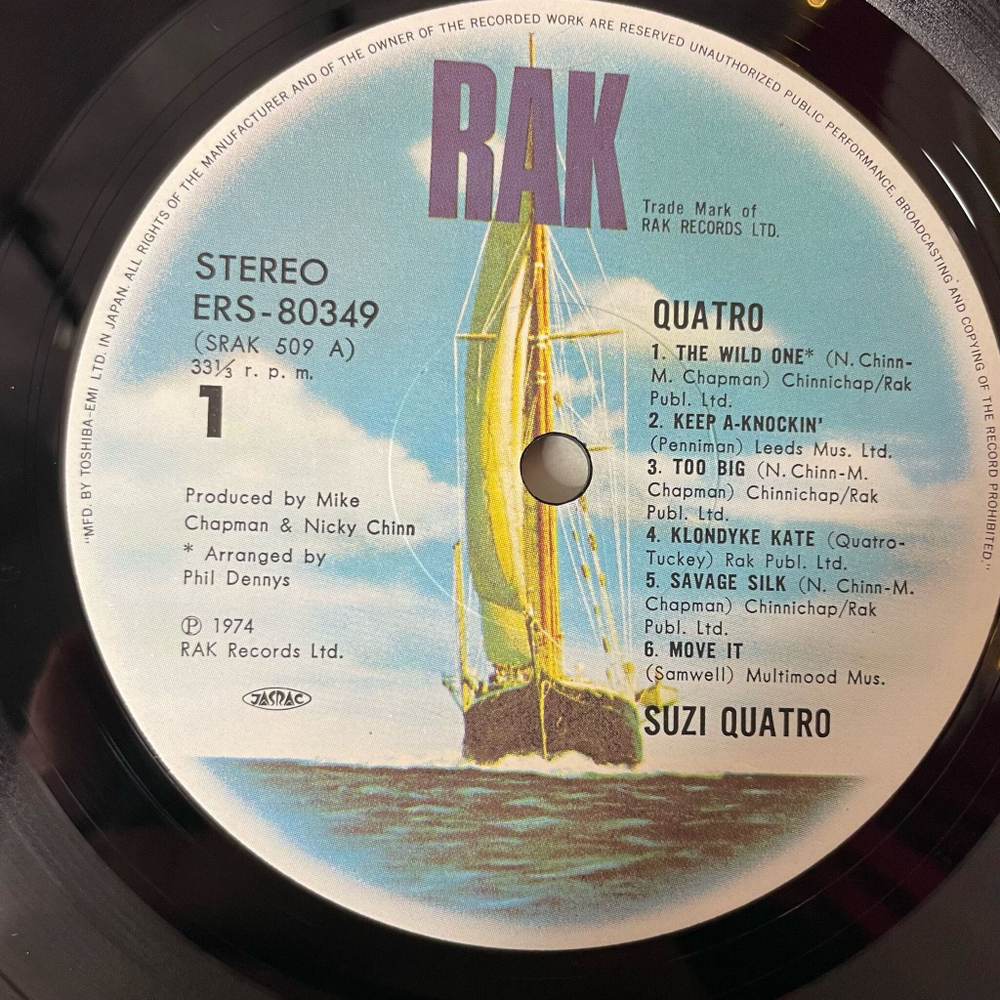 "MFD. BY TOSHIBA-EMI LTD. IN JAPAN. ALL RIGHTS OF THE MANUFACTURER AND OF THE OWNER OF THE RECORDED WORK ARE RESERVED UNAUTHORIZED PUBLIC PERFORMANCE, BROADCASTING AND COPYING OF THE RECORD PROHIBITED."
RAK
Trade Mark of
RAK RECORDS LTD.
STEREO
ERS-80349
(SRAK 509 A)
33⅓ r. p. m.
1
Produced by Mike
Chapman & Nicky Chinn
* Arranged by
Phil Dennys
Ⓟ 1974
RAK Records Ltd.
JASRAC
QUATRO
1. THE WILD ONE* (N. Chinn-
M. Chapman) Chinnichap/Rak
Publ. Ltd.
2. KEEP A-KNOCKIN'
(Penniman) Leeds Mus. Ltd.
3. TOO BIG (N. Chinn-M.
Chapman) Chinnichap/Rak
Publ. Ltd.
4. KLONDYKE KATE (Quatro-
Tuckey) Rak Publ. Ltd.
5. SAVAGE SILK (N. Chinn-M.
Chapman) Chinnichap/Rak
Publ. Ltd.
6. MOVE IT
(Samwell) Multimood Mus.
SUZI QUATRO